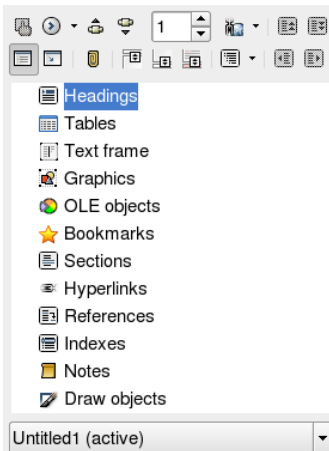 1
Headings
Tables
Text frame
Graphics
OLE objects
Bookmarks
Sections
Hyperlinks
References
Indexes
Notes
Draw objects
Untitled1 (active)